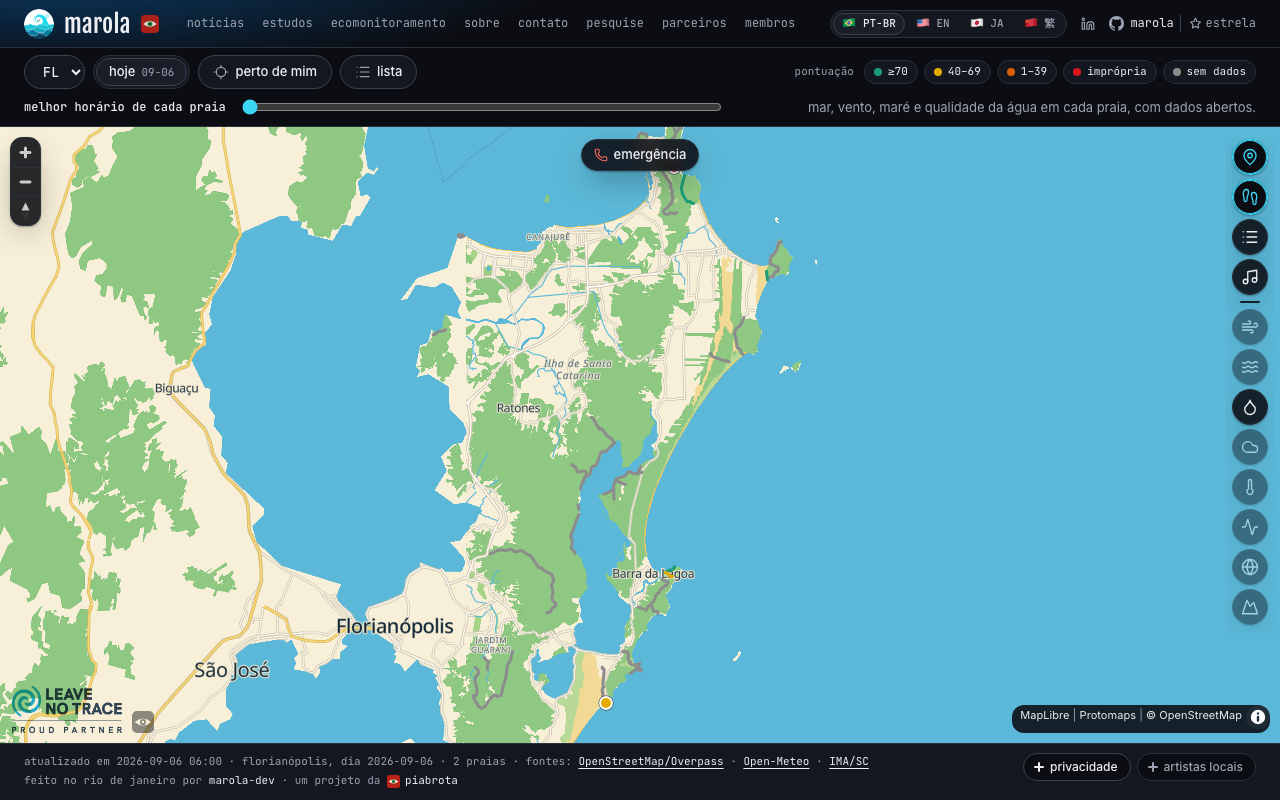 marola
notícias estudos ecomonitoramento sobre contato pesquise parceiros membros
PT-BR EN JA 繁
marola estrela
FL hoje 09-06 perto de mim lista
pontuação ≥70 40–69 1–39 imprópria sem dados
melhor horário de cada praia
mar, vento, maré e qualidade da água em cada praia, com dados abertos.
emergência
CANAJURÊ
Ilha de Santa
Catarina
Biguaçu
Ratones
Barra da Lagoa
Florianópolis
JARDIM
GUARANI
São José
LEAVE
NO TRACE
PROUD PARTNER
MapLibre | Protomaps | © OpenStreetMap
atualizado em 2026-09-06 06:00 · florianópolis, dia 2026-09-06 · 2 praias · fontes: OpenStreetMap/Overpass · Open-Meteo · IMA/SC
feito no rio de janeiro por marola-dev · um projeto da piabrota
+ privacidade
+ artistas locais